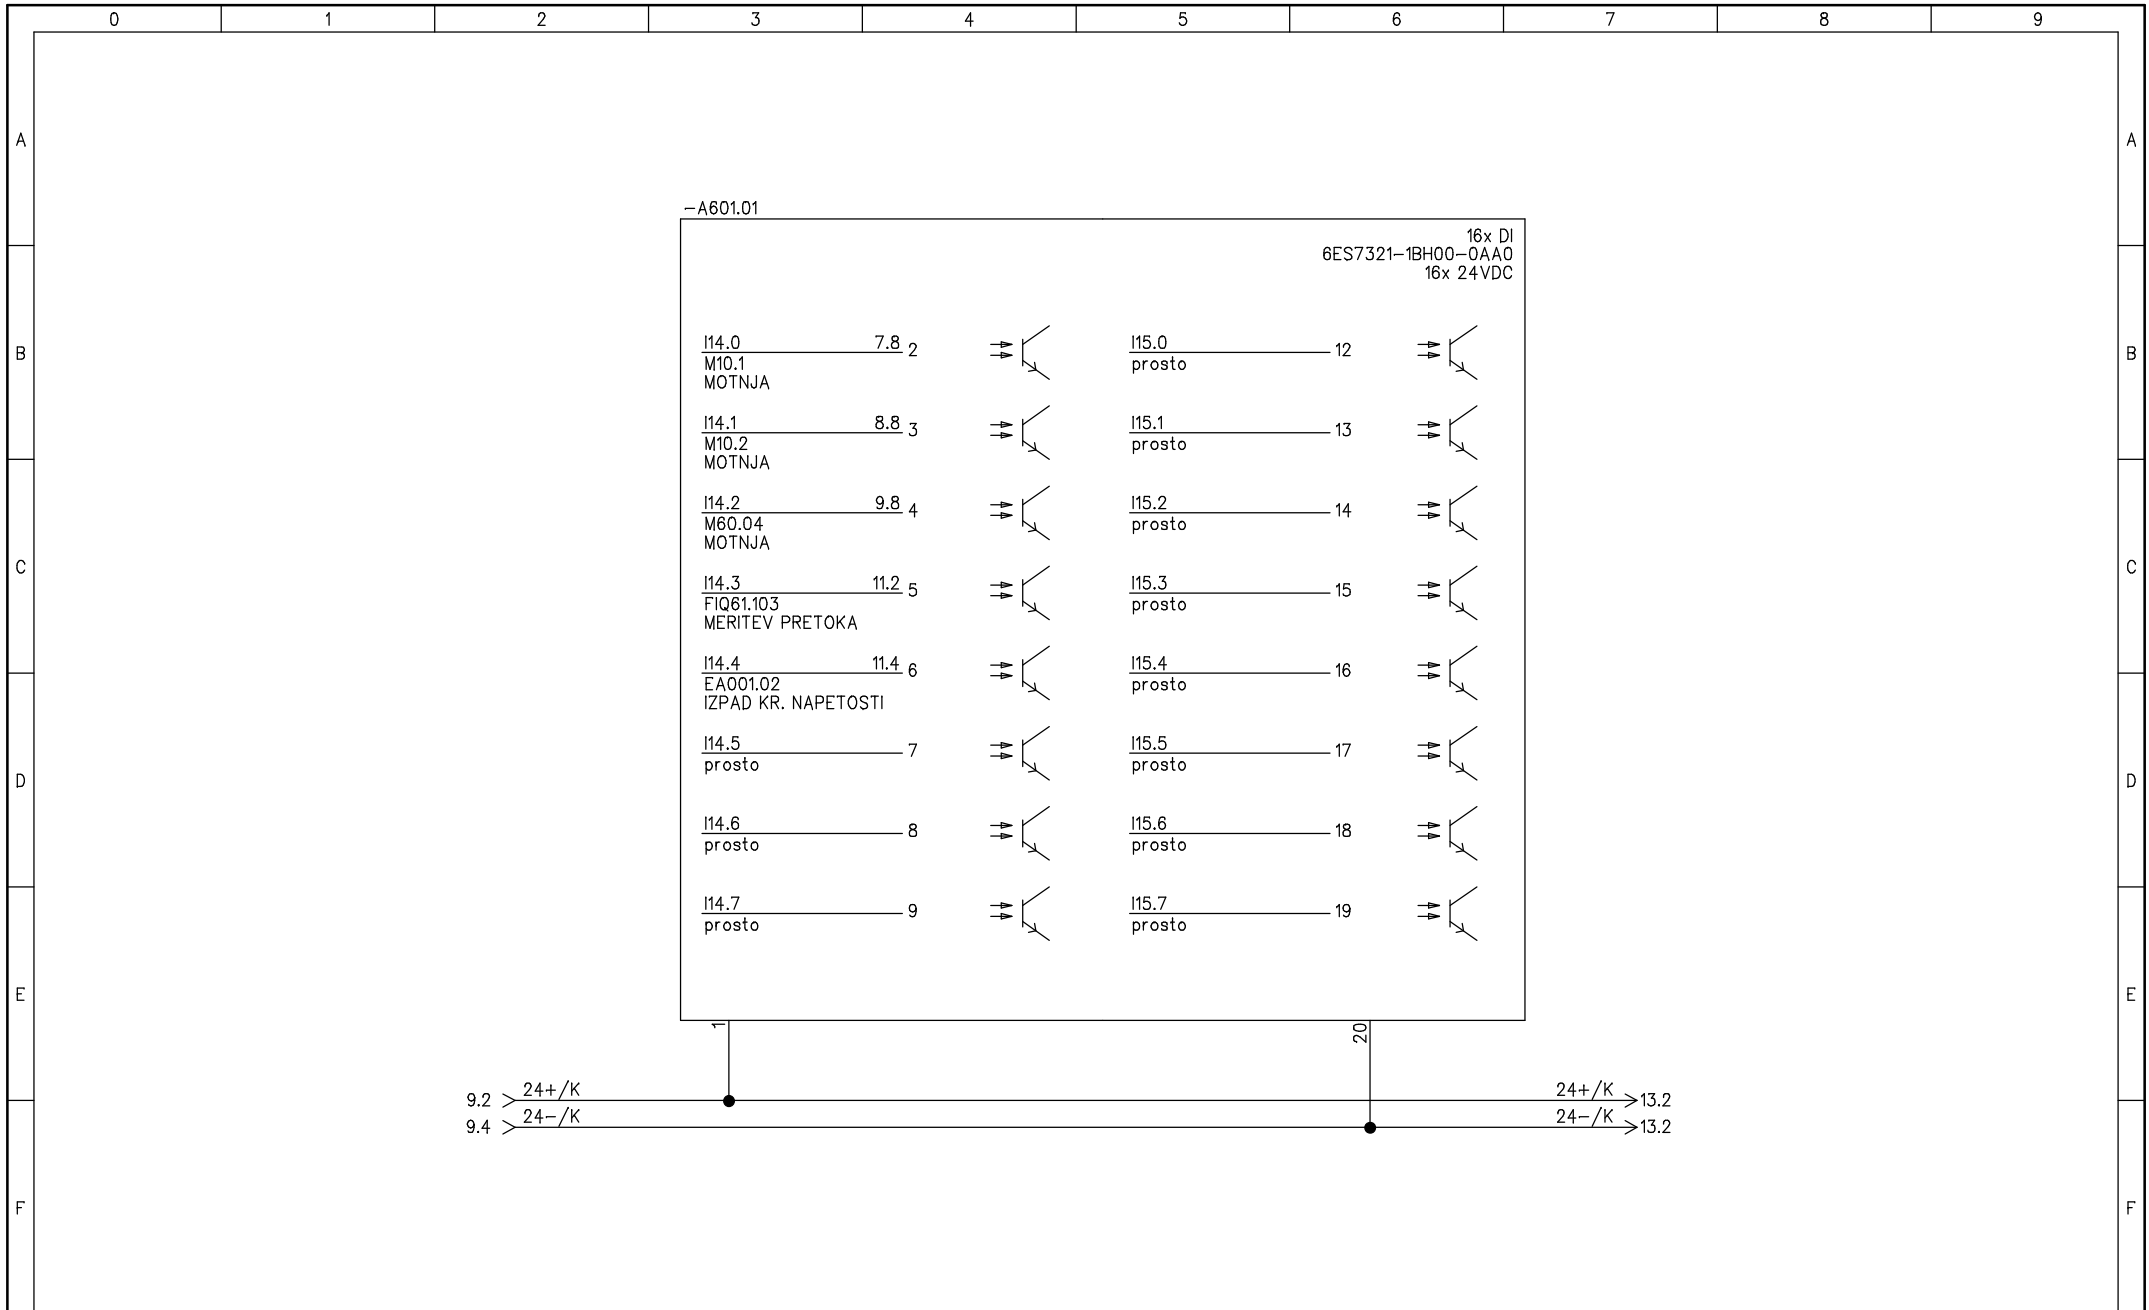 0 1 2 3 4 5 6 7 8 9
A A
-A601.01
16x DI
6ES7321-1BH00-0AA0
16x 24VDC
B B
I14.0 7.8 2
M10.1
MOTNJA
I15.0 12
prosto
I14.1 8.8 3
M10.2
MOTNJA
I15.1 13
prosto
I14.2 9.8 4
M60.04
MOTNJA
I15.2 14
prosto
C C
I14.3 11.2 5
FIQ61.103
MERITEV PRETOKA
I15.3 15
prosto
I14.4 11.4 6
EA001.02
IZPAD KR. NAPETOSTI
I15.4 16
prosto
D D
I14.5 7
prosto
I15.5 17
prosto
I14.6 8
prosto
I15.6 18
prosto
I14.7 9
prosto
I15.7 19
prosto
E E
1 20
9.2 24+/K 24+/K 13.2
9.4 24-/K 24-/K 13.2
F F